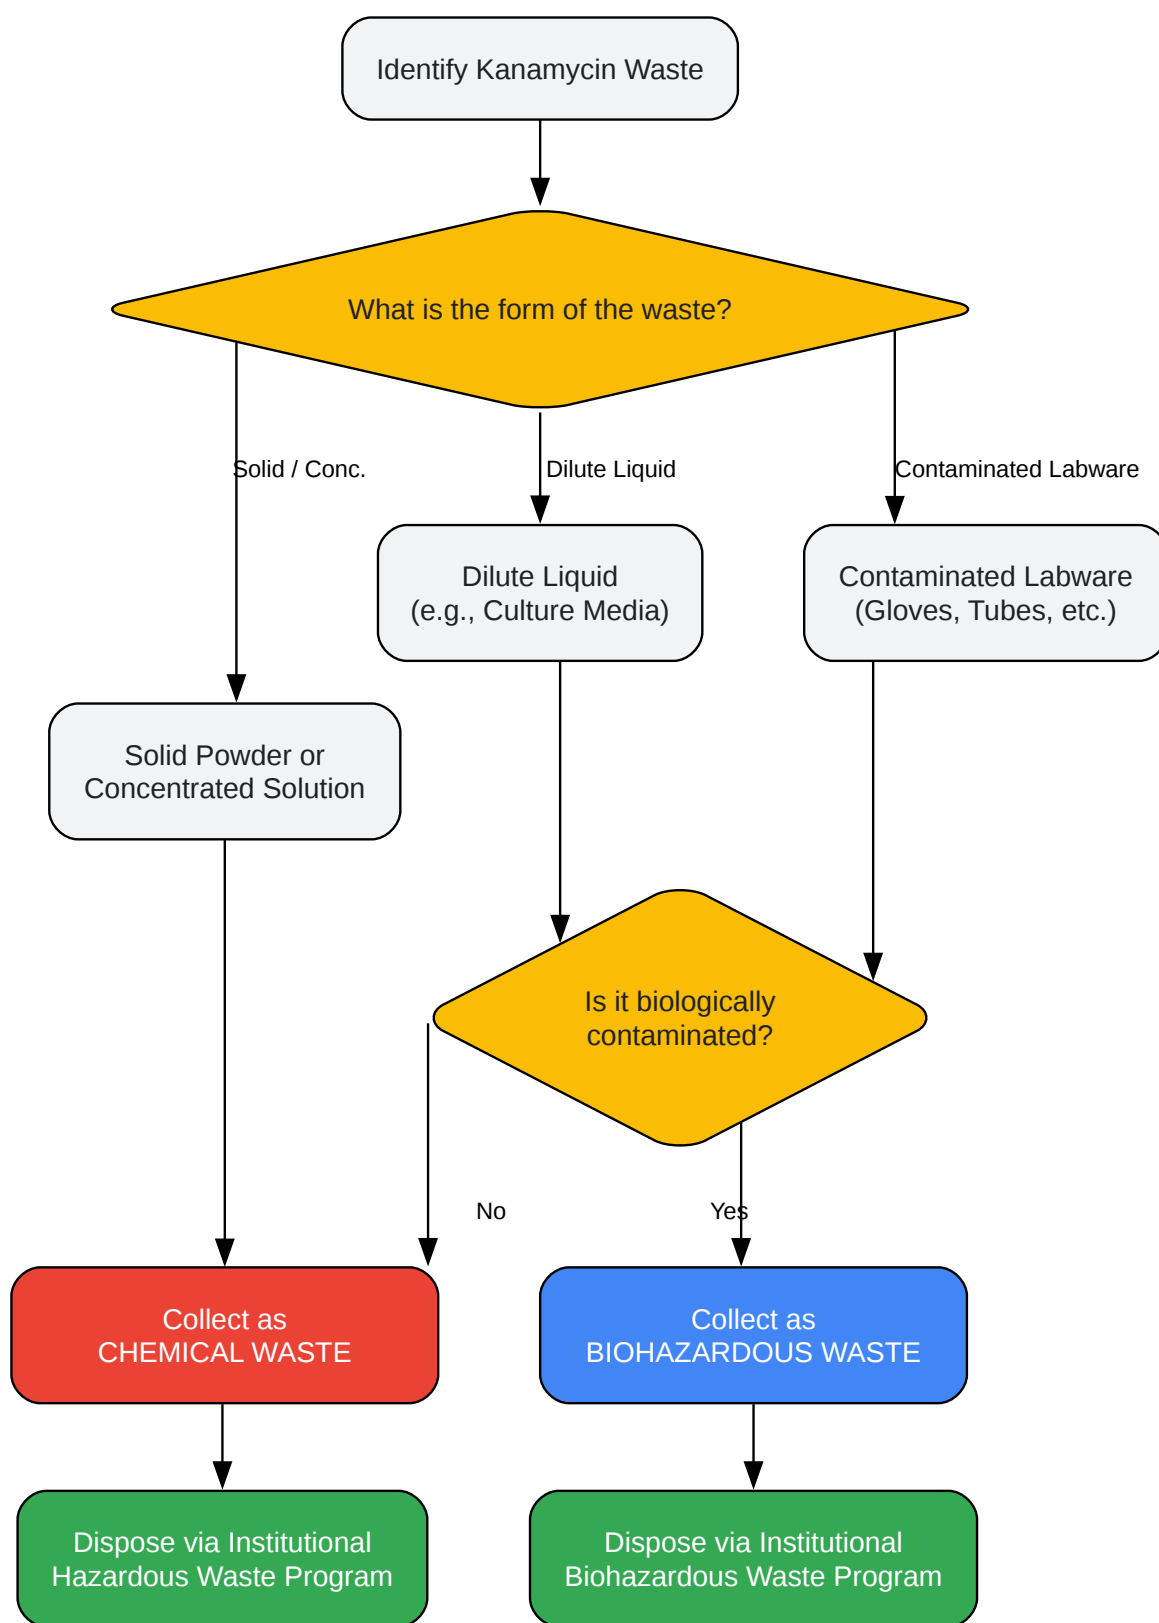 Identify Kanamycin Waste
What is the form of the waste?
Solid / Conc.
Dilute Liquid
Contaminated Labware
Dilute Liquid
(e.g., Culture Media)
Contaminated Labware
(Gloves, Tubes, etc.)
Solid Powder or
Concentrated Solution
Is it biologically
contaminated?
No
Yes
Collect as
CHEMICAL WASTE
Collect as
BIOHAZARDOUS WASTE
Dispose via Institutional
Hazardous Waste Program
Dispose via Institutional
Biohazardous Waste Program